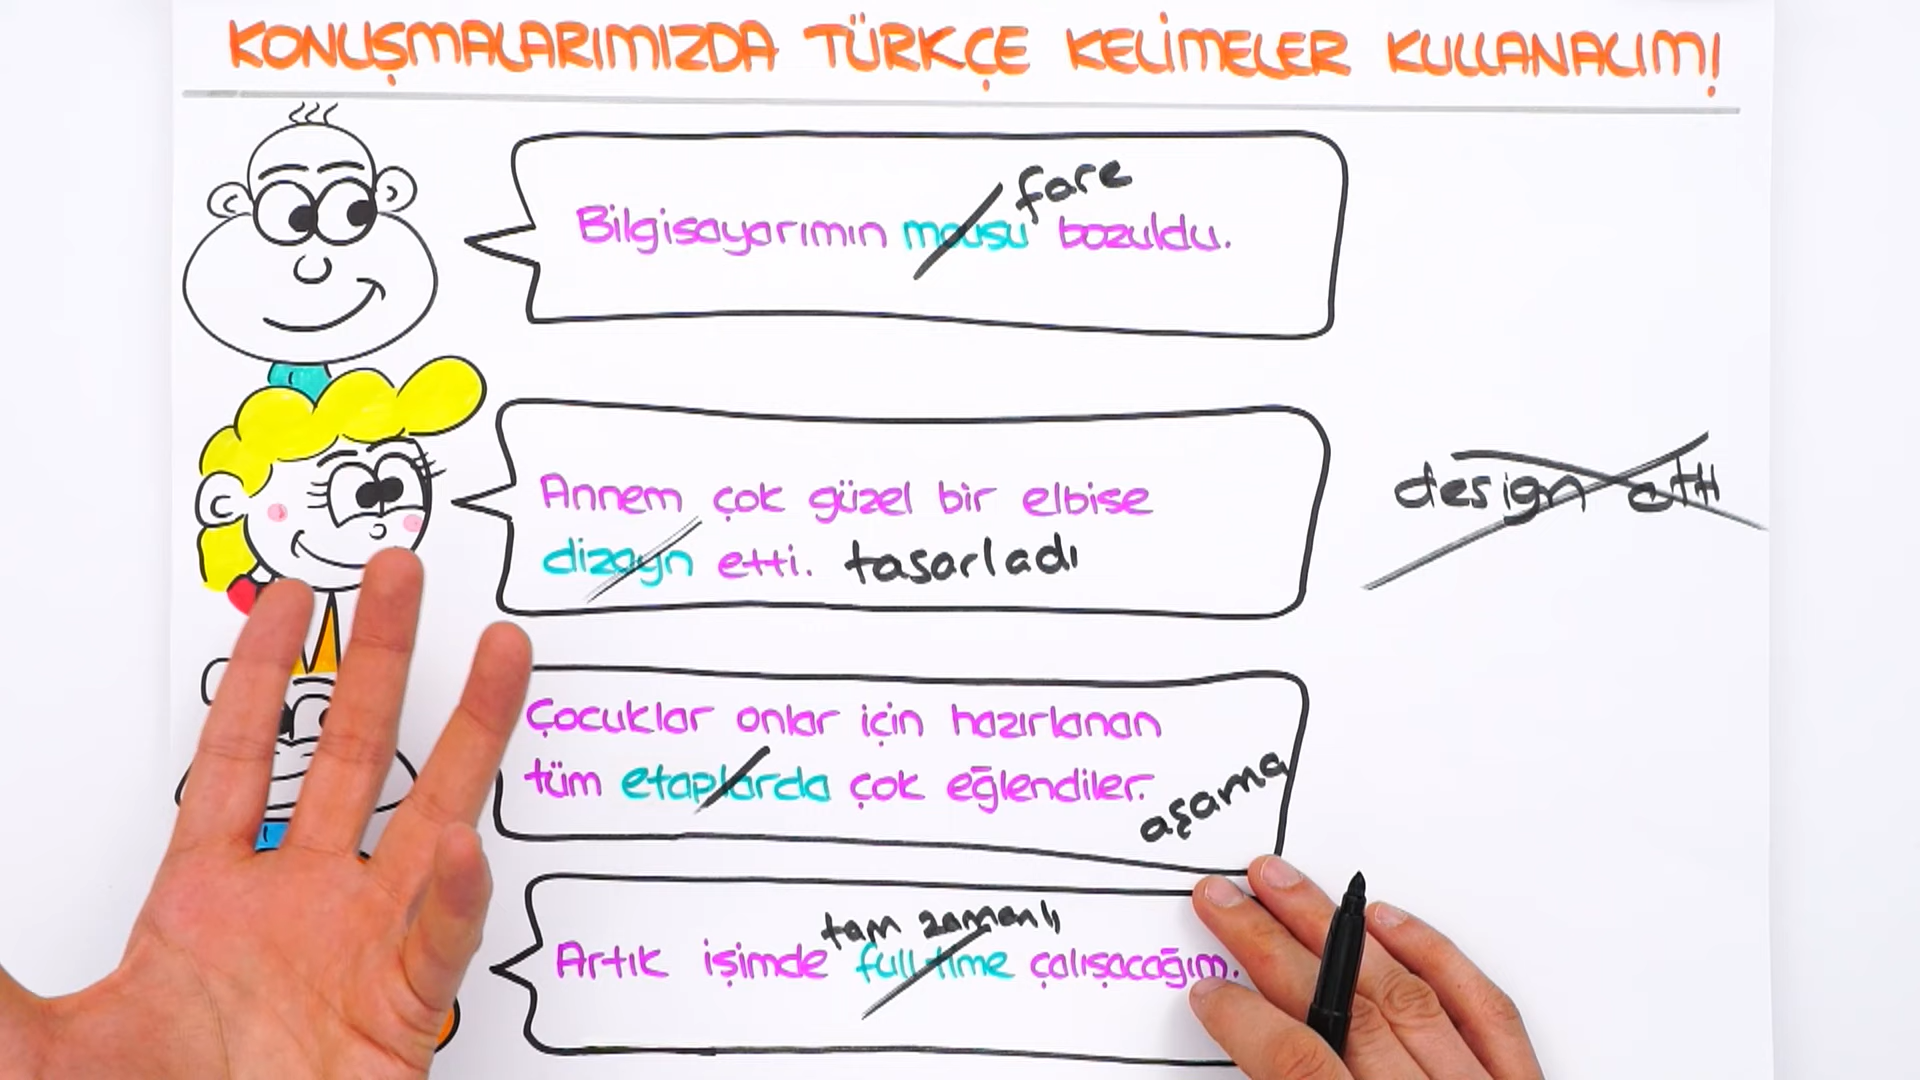 KONUŞMALARIMIZDA TÜRKÇE KELİMELER KULLANALIM!
fare
Bilgisayarımın mousu bozuldu.
Annem çok güzel bir elbise
dizayn etti. tasarladı
design etti
Çocuklar onlar için hazırlanan
tüm etaplarda çok eğlendiler.
aşama
tam zamanlı
Artık işimde full time çalışacağım.